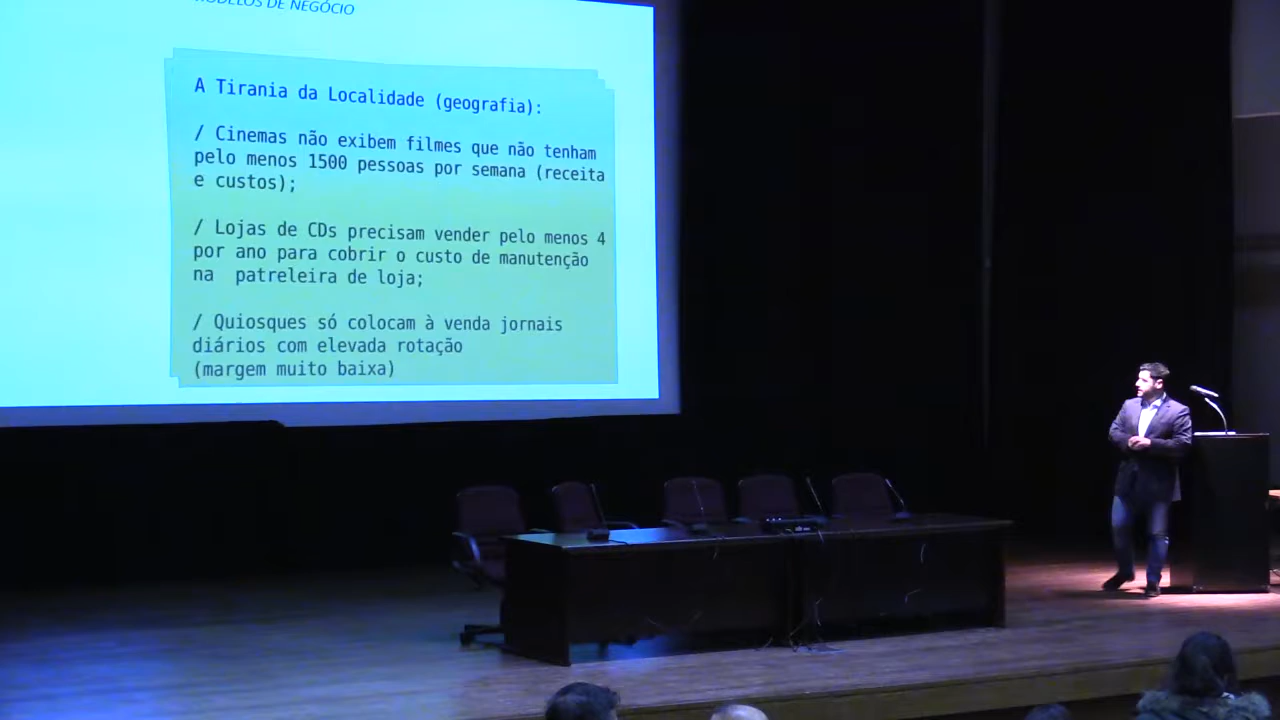 MODELOS DE NEGÓCIO
A Tirania da Localidade (geografia):
/ Cinemas não exibem filmes que não tenham
pelo menos 1500 pessoas por semana (receita
e custos);
/ Lojas de CDs precisam vender pelo menos 4
por ano para cobrir o custo de manutenção
na patreleira de loja;
/ Quiosques só colocam à venda jornais
diários com elevada rotação
(margem muito baixa)